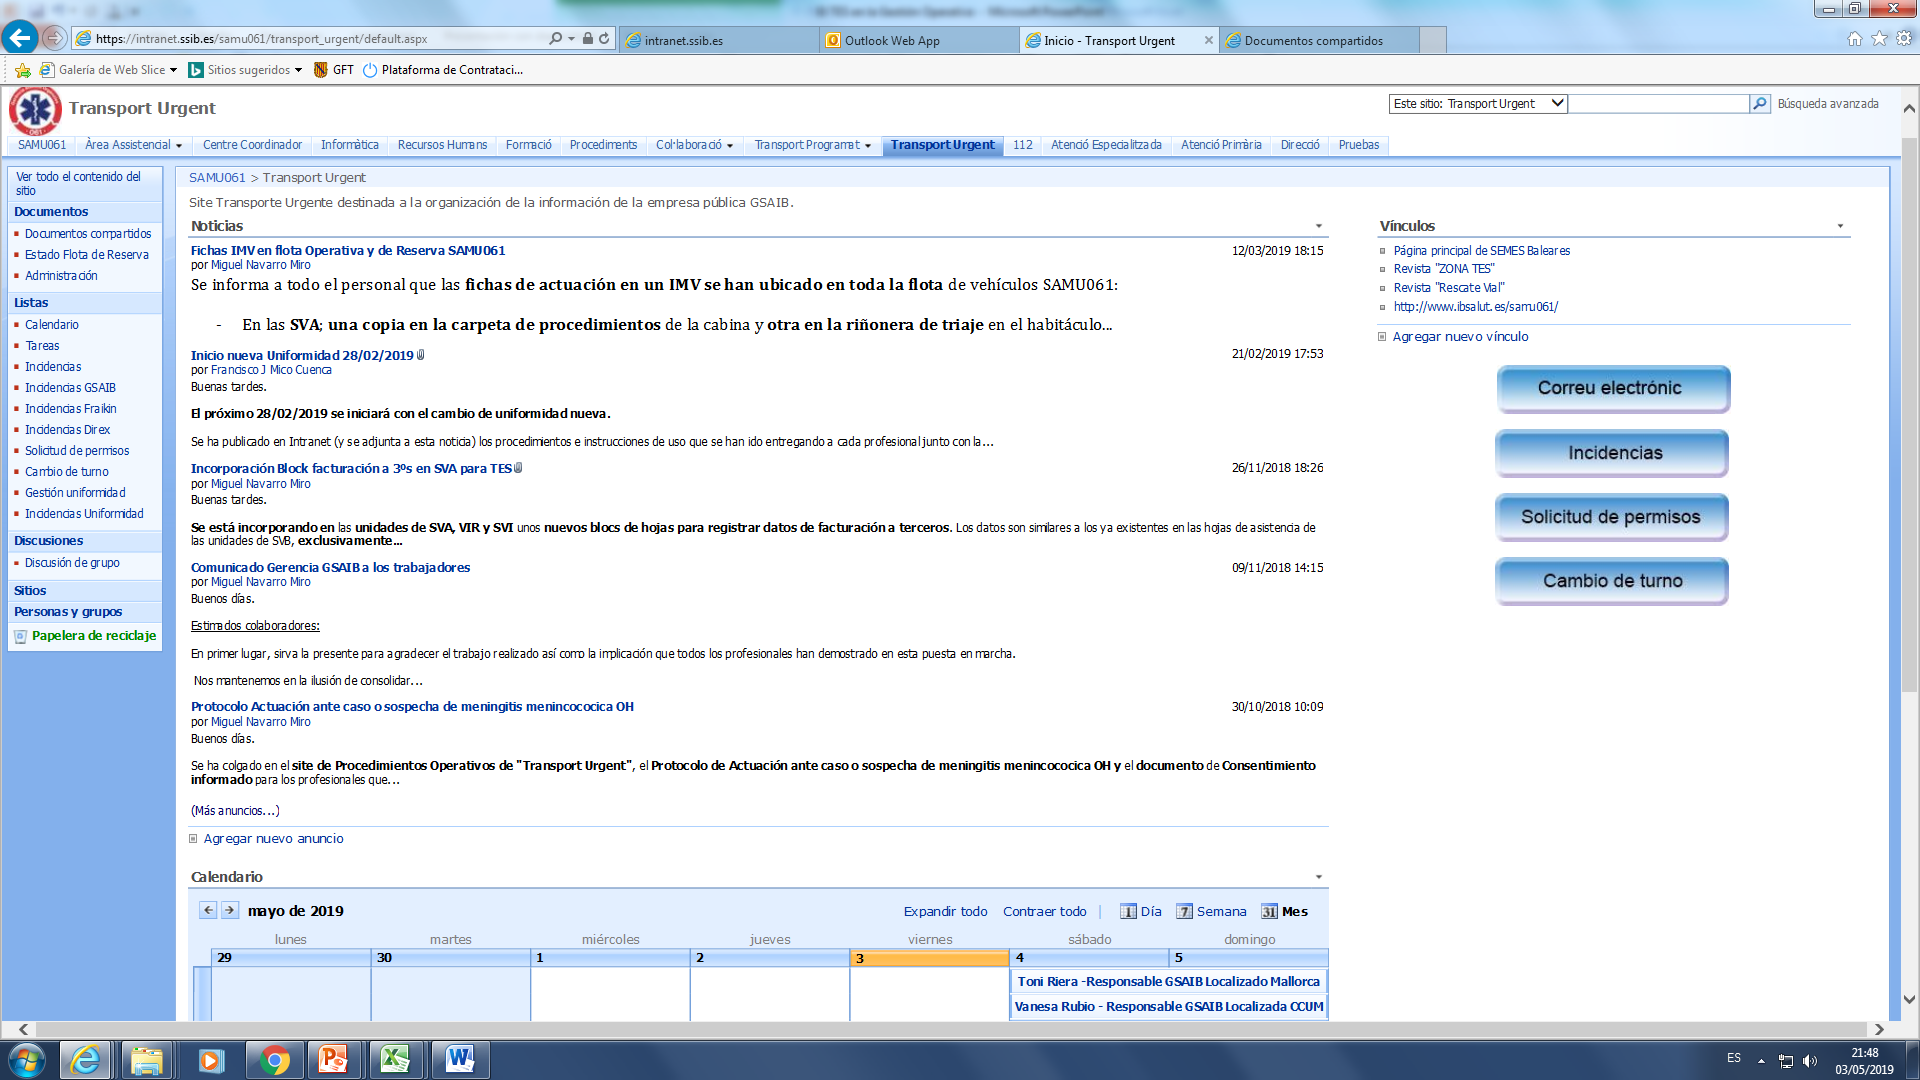 https://intranet.ssib.es/samu061/transport_urgent/default.aspx
intranet.ssib.es
Outlook Web App
Inicio - Transport Urgent
Documentos compartidos
Galería de Web Slice
Sitios sugeridos
GFT
Plataforma de Contrataci...
Transport Urgent
Este sitio: Transport Urgent
Búsqueda avanzada
SAMU061
Àrea Assistencial
Centre Coordinador
Informàtica
Recursos Humans
Formació
Procediments
Col·laboració
Transport Programat
Transport Urgent
112
Atenció Especialitzada
Atenció Primària
Direcció
Pruebas
Ver todo el contenido del
sitio
Documentos
Documentos compartidos
Estado Flota de Reserva
Administración
Listas
Calendario
Tareas
Incidencias
Incidencias GSAIB
Incidencias Fraikin
Incidencias Direx
Solicitud de permisos
Cambio de turno
Gestión uniformidad
Incidencias Uniformidad
Discusiones
Discusión de grupo
Sitios
Personas y grupos
Papelera de reciclaje
SAMU061 > Transport Urgent
Site Transporte Urgente destinada a la organización de la información de la empresa pública GSAIB.
Noticias
Fichas IMV en flota Operativa y de Reserva SAMU061 12/03/2019 18:15
por Miguel Navarro Miro
Se informa a todo el personal que las fichas de actuación en un IMV se han ubicado en toda la flota de vehículos SAMU061:
- En las SVA; una copia en la carpeta de procedimientos de la cabina y otra en la riñonera de triaje en el habitáculo...
Inicio nueva Uniformidad 28/02/2019 21/02/2019 17:53
por Francisco J Mico Cuenca
Buenas tardes.
El próximo 28/02/2019 se iniciará con el cambio de uniformidad nueva.
Se ha publicado en Intranet (y se adjunta a esta noticia) los procedimientos e instrucciones de uso que se han ido entregando a cada profesional junto con la...
Incorporación Block facturación a 3ºs en SVA para TES 26/11/2018 18:26
por Miguel Navarro Miro
Buenas tardes.
Se está incorporando en las unidades de SVA, VIR y SVI unos nuevos blocs de hojas para registrar datos de facturación a terceros. Los datos son similares a los ya existentes en las hojas de asistencia de
las unidades de SVB, exclusivamente...
Comunicado Gerencia GSAIB a los trabajadores 09/11/2018 14:15
por Miguel Navarro Miro
Buenos días.
Estimados colaboradores:
En primer lugar, sirva la presente para agradecer el trabajo realizado así como la implicación que todos los profesionales han demostrado en esta puesta en marcha.
Nos mantenemos en la ilusión de consolidar...
Protocolo Actuación ante caso o sospecha de meningitis menincococica OH 30/10/2018 10:09
por Miguel Navarro Miro
Buenos días.
Se ha colgado en el site de Procedimientos Operativos de "Transport Urgent", el Protocolo de Actuación ante caso o sospecha de meningitis menincococica OH y el documento de Consentimiento
informado para los profesionales que...
(Más anuncios...)
Agregar nuevo anuncio
Vínculos
Página principal de SEMES Baleares
Revista "ZONA TES"
Revista "Rescate Vial"
http://www.ibsalut.es/samu061/
Agregar nuevo vínculo
Correu electrónic
Incidencias
Solicitud de permisos
Cambio de turno
Calendario
mayo de 2019
Expandir todo Contraer todo 1 Día 7 Semana 31 Mes
lunes martes miércoles jueves viernes sábado domingo
29 30 1 2 3 4 5
Toni Riera -Responsable GSAIB Localizado Mallorca
Vanesa Rubio - Responsable GSAIB Localizada CCUM
ES
21:48
03/05/2019